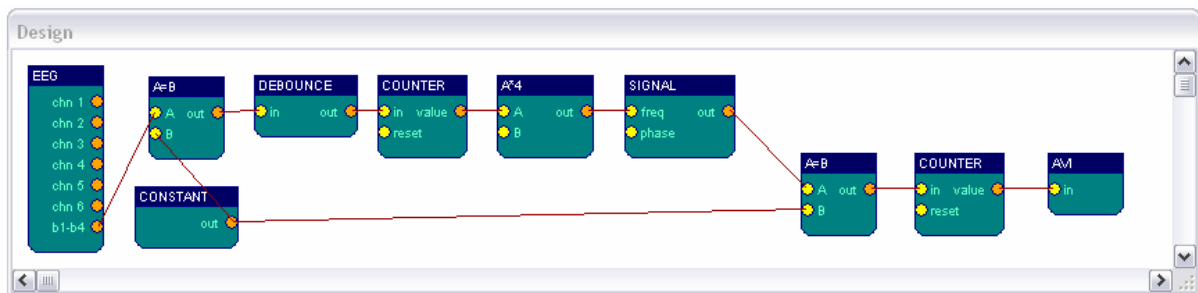 Design
EEG
chn 1
chn 2
chn 3
chn 4
chn 5
chn 6
b1-b4
A=B
A out
B
CONSTANT
out
DEBOUNCE
in out
COUNTER
in value
reset
A*4
A out
B
SIGNAL
freq out
phase
A=B
A out
B
COUNTER
in value
reset
AVI
in